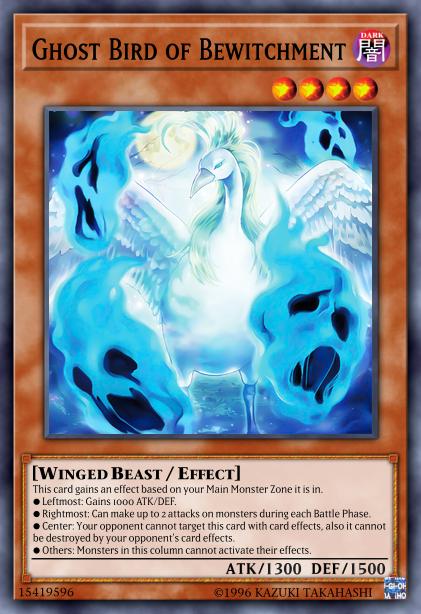 GHOST BIRD OF BEWITCHMENT
DARK
闇
[WINGED BEAST / EFFECT]
This card gains an effect based on your Main Monster Zone it is in.
●Leftmost: Gains 1000 ATK/DEF.
●Rightmost: Can make up to 2 attacks on monsters during each Battle Phase.
●Center: Your opponent cannot target this card with card effects, also it cannot
be destroyed by your opponent's card effects.
●Others: Monsters in this column cannot activate their effects.
ATK/1300 DEF/1500
15419596
©1996 KAZUKI TAKAHASHI